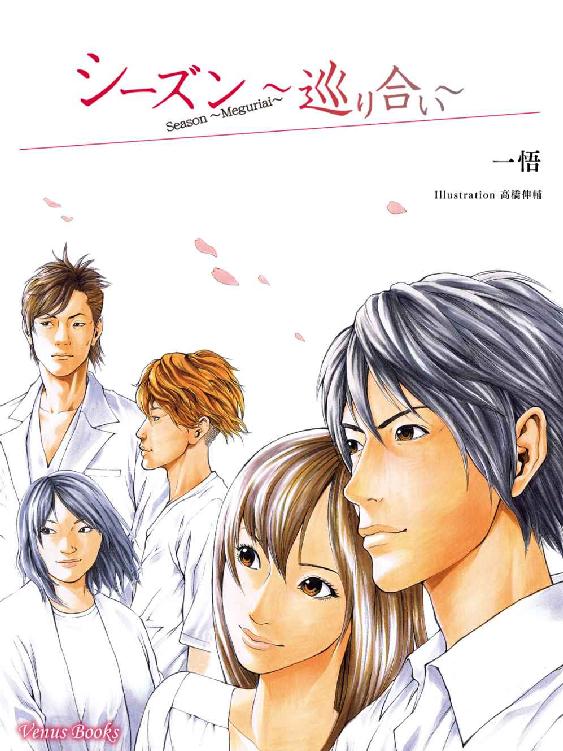 シーズン 〜巡り合い〜
Season 〜Meguriai〜
一悟
Illustration 高橋伸輔
Venus Books